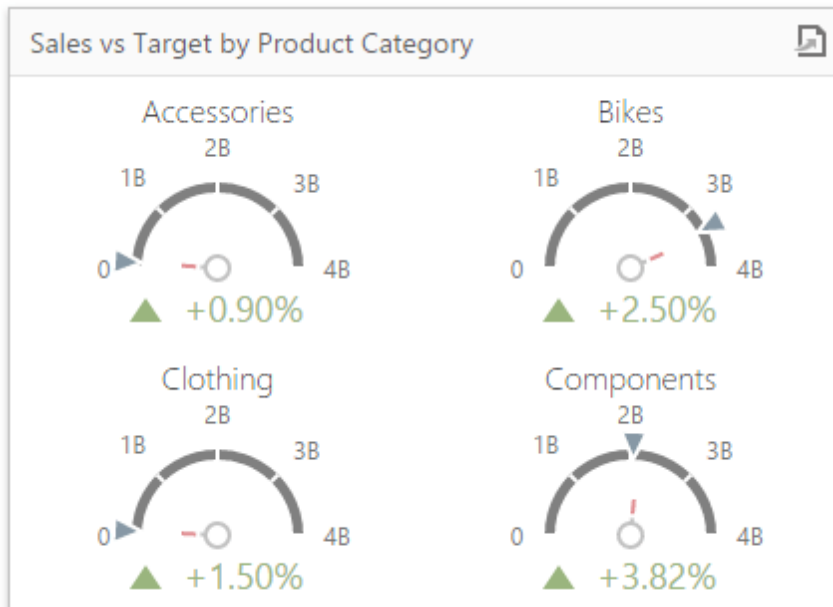 Sales vs Target by Product Category
Accessories Bikes
2B 2B
1B 3B 1B 3B
0 4B 0 4B
+0.90% +2.50%
Clothing Components
2B 2B
1B 3B 1B 3B
0 4B 0 4B
+1.50% +3.82%